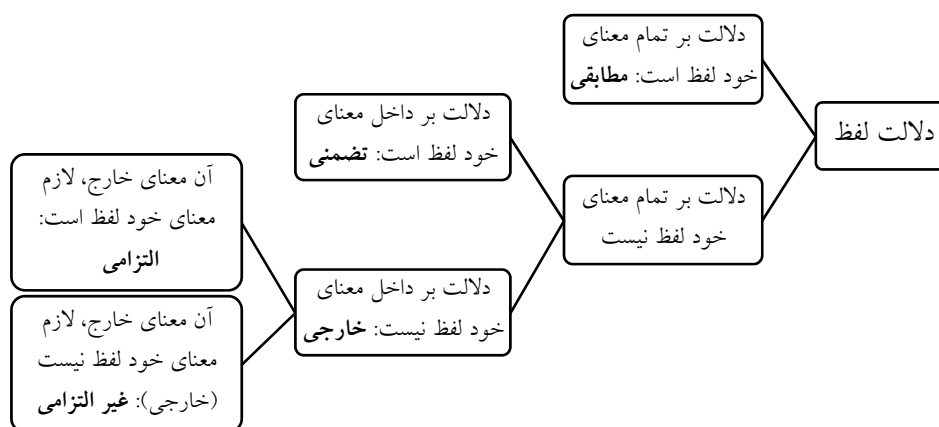 دلالت لفظ
دلالت بر تمام معنای
خود لفظ است: مطابقی
دلالت بر تمام معنای
خود لفظ نیست
دلالت بر داخل معنای
خود لفظ است: تضمنی
دلالت بر داخل معنای
خود لفظ نیست: خارجی
آن معنای خارج، لازم
معنای خود لفظ است:
التزامی
آن معنای خارج، لازم
معنای خود لفظ نیست
(خارجی): غیر التزامی